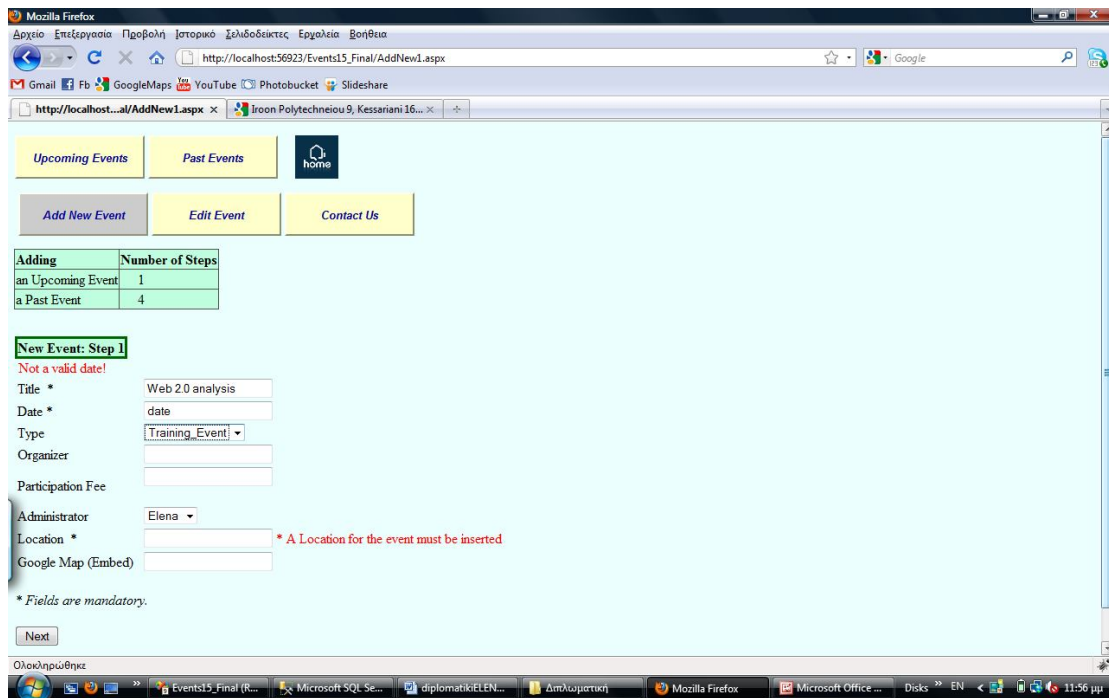 Mozilla Firefox
Αρχείο Επεξεργασία Προβολή Ιστορικό Σελιδοδείκτες Εργαλεία Βοήθεια
http://localhost:56923/Events15_Final/AddNew1.aspx
Google
Gmail Fb GoogleMaps YouTube Photobucket Slideshare
http://localhost...al/AddNew1.aspx Iroon Polytechneiou 9, Kessariani 16...
Upcoming Events Past Events home
Add New Event Edit Event Contact Us
Adding Number of Steps
an Upcoming Event 1
a Past Event 4
New Event: Step 1
Not a valid date!
Title * Web 2.0 analysis
Date * date
Type Training_Event
Organizer
Participation Fee
Administrator Elena
Location * * A Location for the event must be inserted
Google Map (Embed)
* Fields are mandatory.
Next
Ολοκληρώθηκε
Events15_Final (R... Microsoft SQL Se... diplomatikiELEN... Διπλωματική Mozilla Firefox Microsoft Office ... Disks » EN 11:56 μμ